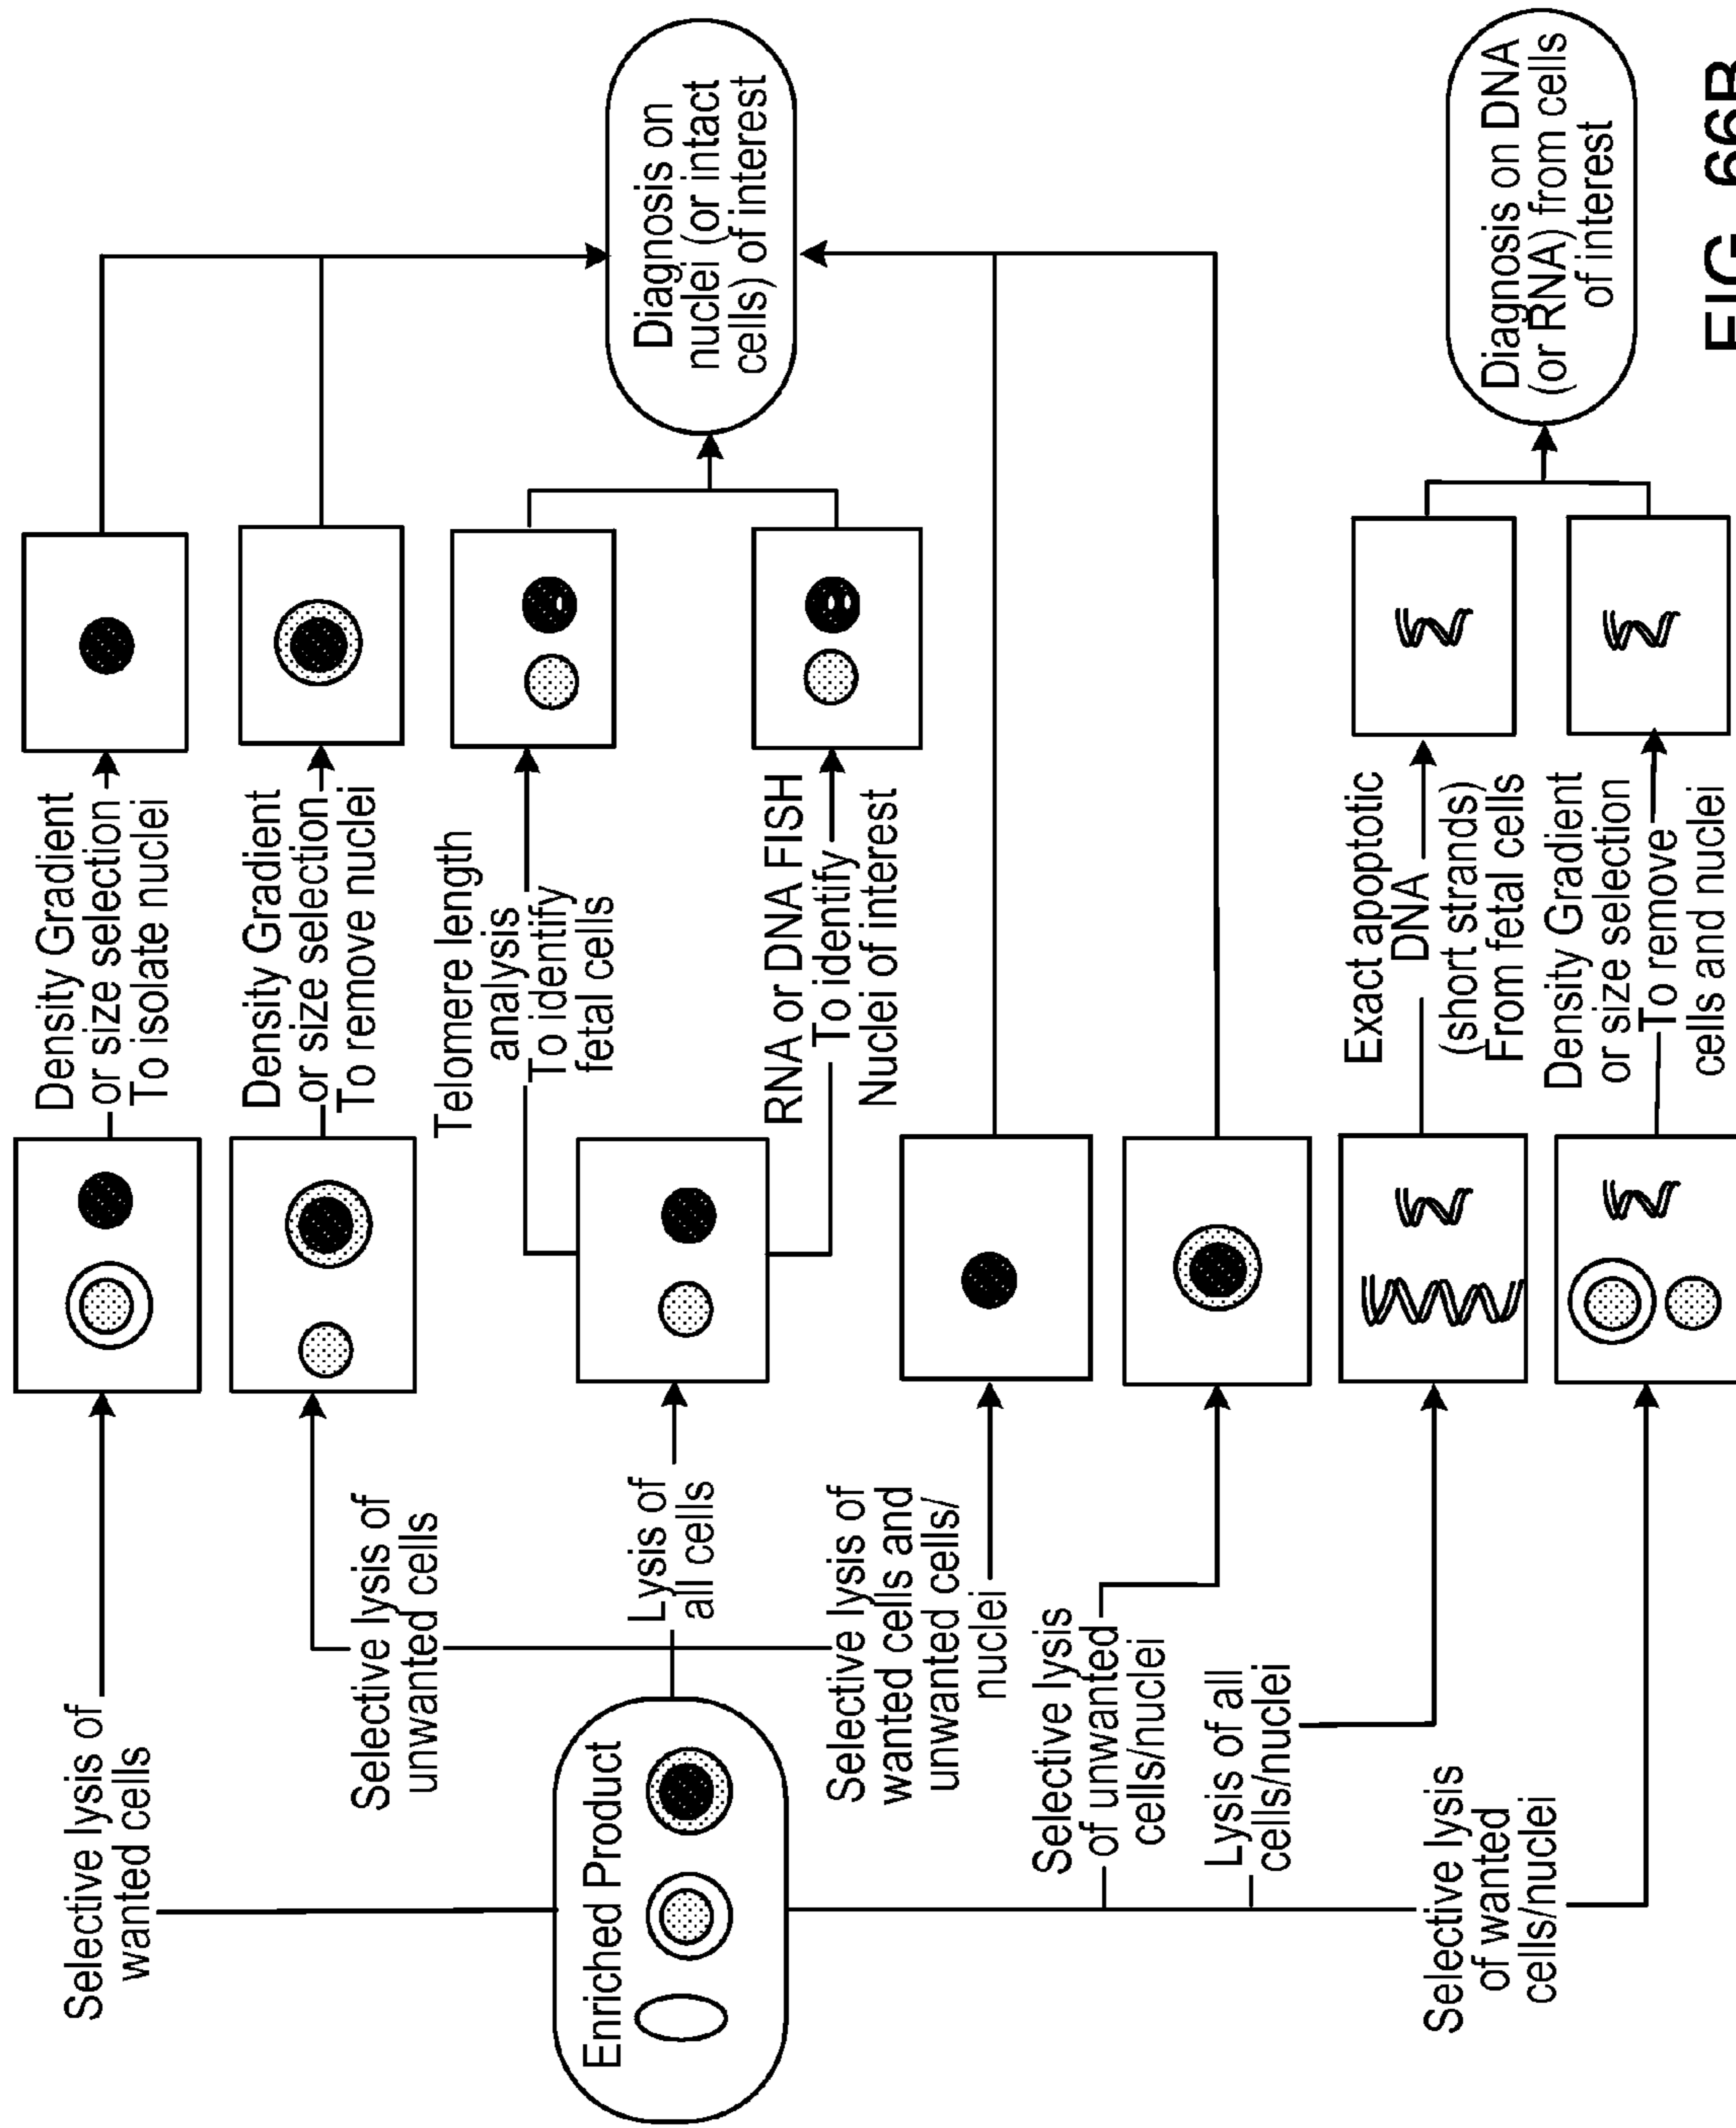 Enriched Product
Selective lysis of
wanted cells
Selective lysis of
unwanted cells
Lysis of
all cells
Selective lysis of
wanted cells and
unwanted cells/
nuclei
Selective lysis
of unwanted
cells/nuclei
Lysis of all
cells/nuclei
Selective lysis
of wanted
cells/nuclei
Density Gradient
or size selection
To isolate nuclei
Density Gradient
or size selection
To remove nuclei
Telomere length
analysis
To identify
fetal cells
RNA or DNA FISH
To identify
Nuclei of interest
Exact apoptotic
DNA
(short strands)
From fetal cells
Density Gradient
or size selection
To remove
cells and nuclei
Diagnosis on
nuclei (or intact
cells) of interest
Diagnosis on DNA
(or RNA) from cells
of interest
FIG. 66B